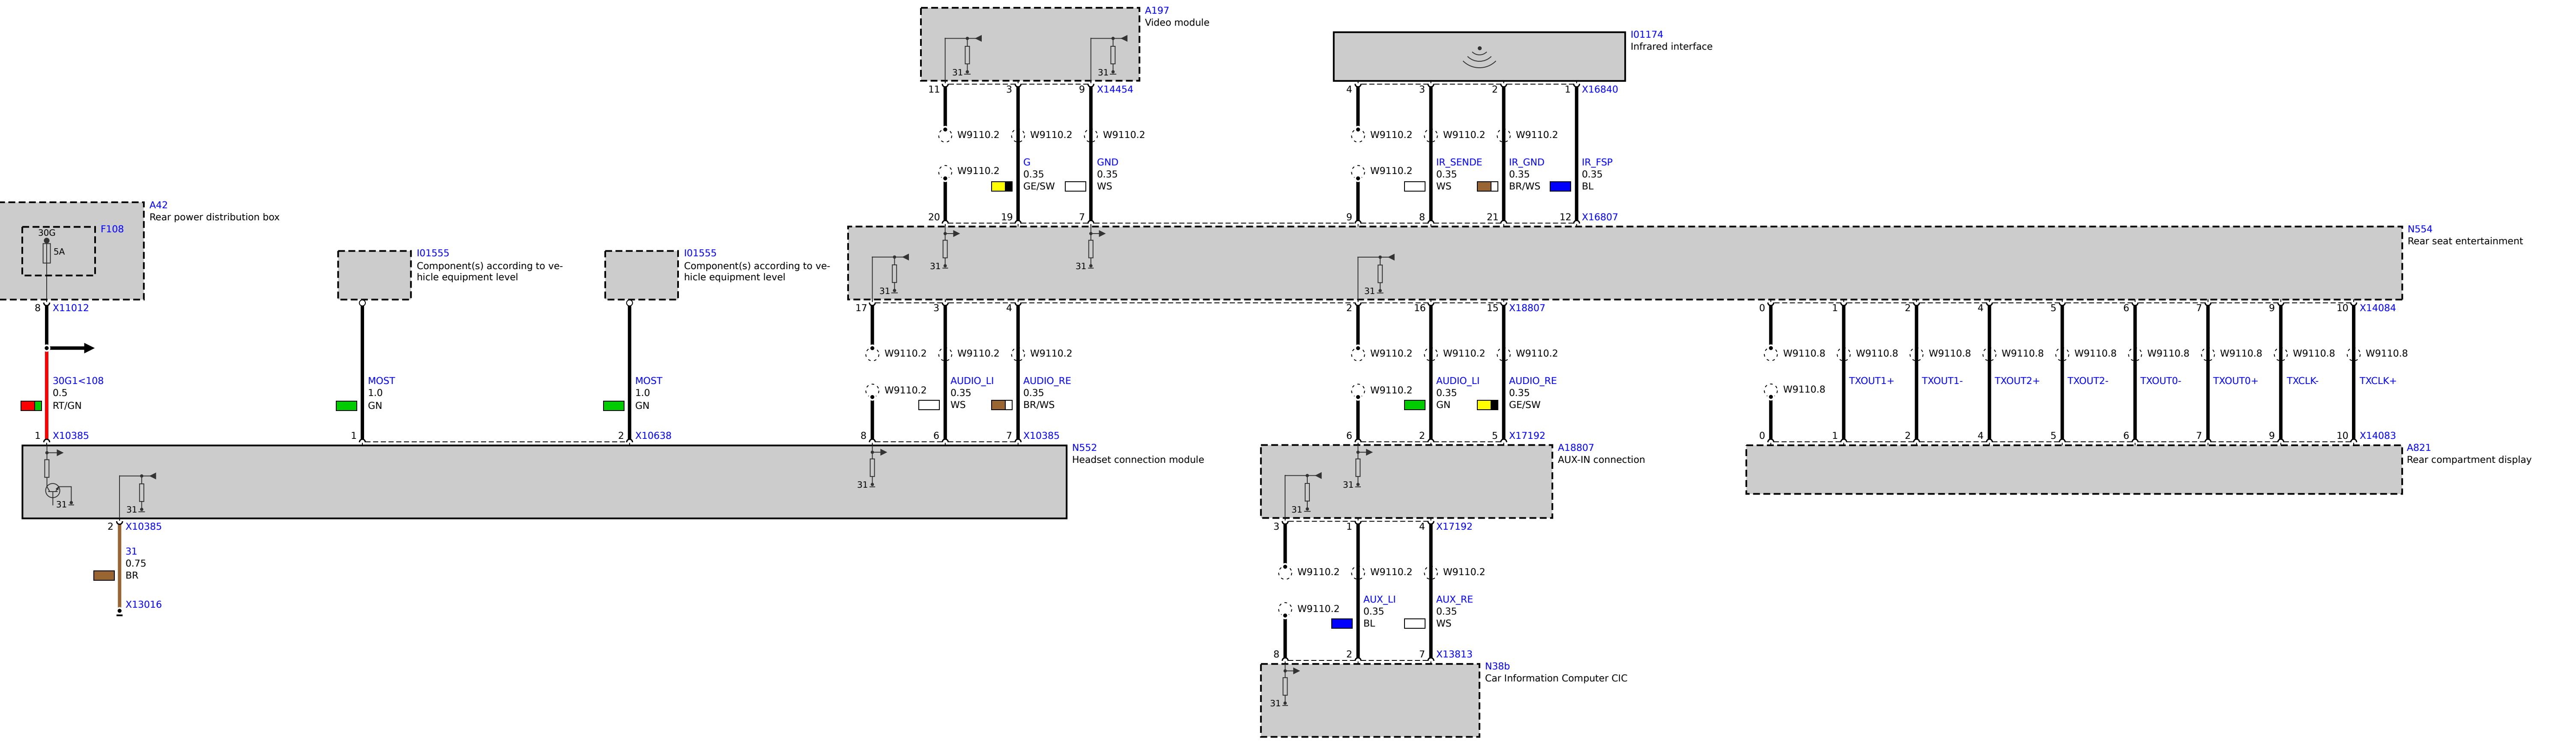 A197
Video module
31
31
11
3
9
X14454
W9110.2
W9110.2
W9110.2
W9110.2
G
0.35
GE/SW
GND
0.35
WS
20
19
7
I01174
Infrared interface
4
3
2
1
X16840
W9110.2
W9110.2
W9110.2
W9110.2
IR_SENDE
0.35
WS
IR_GND
0.35
BR/WS
IR_FSP
0.35
BL
9
8
21
12
X16807
A42
Rear power distribution box
30G
F108
5A
8
X11012
30G1<108
0.5
RT/GN
1
X10385
I01555
Component(s) according to ve-
hicle equipment level
MOST
1.0
GN
1
I01555
Component(s) according to ve-
hicle equipment level
MOST
1.0
GN
2
X10638
N554
Rear seat entertainment
31
31
31
31
17
3
4
W9110.2
W9110.2
W9110.2
W9110.2
AUDIO_LI
0.35
WS
AUDIO_RE
0.35
BR/WS
8
6
7
X10385
2
16
15
X18807
W9110.2
W9110.2
W9110.2
W9110.2
AUDIO_LI
0.35
GN
AUDIO_RE
0.35
GE/SW
6
2
5
X17192
0
1
2
4
5
6
7
9
10
X14084
W9110.8
W9110.8
W9110.8
W9110.8
W9110.8
W9110.8
W9110.8
W9110.8
W9110.8
W9110.8
TXOUT1+
TXOUT1-
TXOUT2+
TXOUT2-
TXOUT0-
TXOUT0+
TXCLK-
TXCLK+
0
1
2
4
5
6
7
9
10
X14083
N552
Headset connection module
31
31
31
2
X10385
31
0.75
BR
X13016
A18807
AUX-IN connection
31
31
3
1
4
X17192
W9110.2
W9110.2
W9110.2
W9110.2
AUX_LI
0.35
BL
AUX_RE
0.35
WS
8
2
7
X13813
A821
Rear compartment display
N38b
Car Information Computer CIC
31